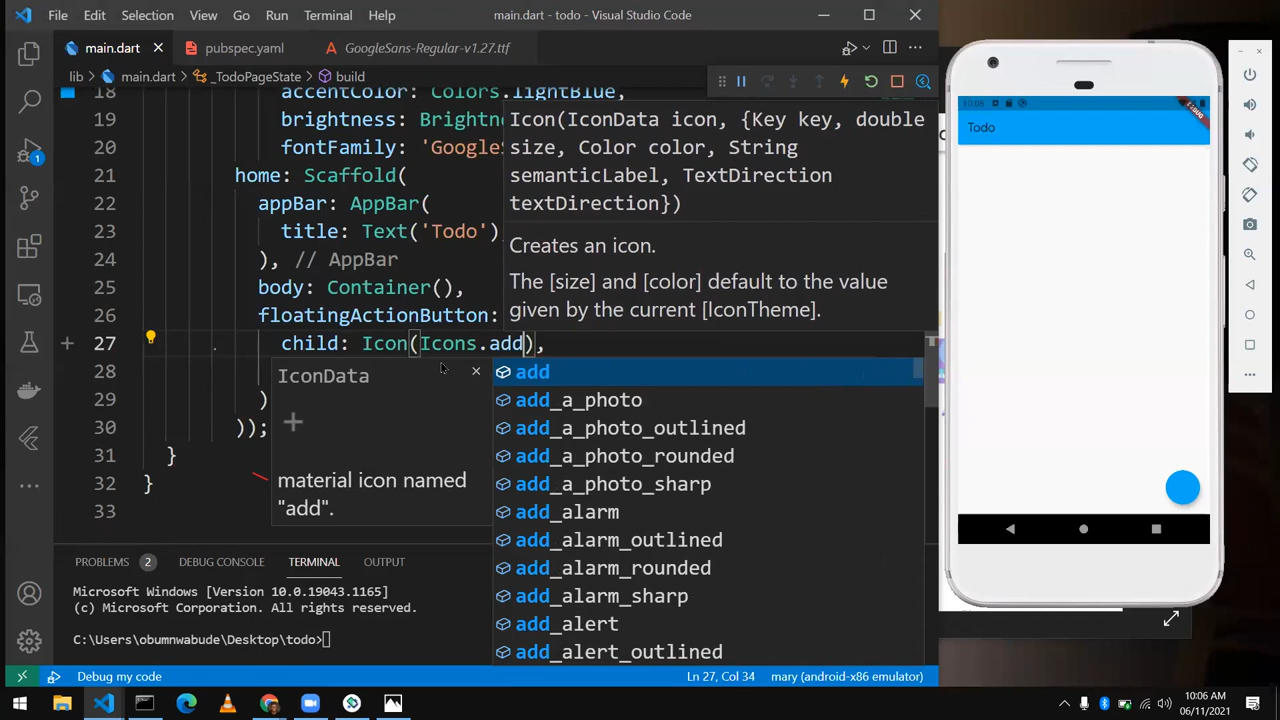 File Edit Selection View Go Run Terminal Help
main.dart - todo - Visual Studio Code
main.dart
pubspec.yaml
GoogleSans-Regular-v1.27.ttf
lib > main.dart > _TodoPageState > build
18 accentColor: Colors.lightBlue,
19 brightness: Brightn
20 fontFamily: 'GoogleS
21 home: Scaffold(
22 appBar: AppBar(
23 title: Text('Todo')
24 ), // AppBar
25 body: Container(),
26 floatingActionButton:
27 child: Icon(Icons.add),
28
29 )
30 ));
31 }
32 }
33
Icon(IconData icon, {Key key, double
size, Color color, String
semanticLabel, TextDirection
textDirection})
Creates an icon.
The [size] and [color] default to the value
given by the current [IconTheme].
IconData
material icon named
"add".
add
add_a_photo
add_a_photo_outlined
add_a_photo_rounded
add_a_photo_sharp
add_alarm
add_alarm_outlined
add_alarm_rounded
add_alarm_sharp
add_alert
add_alert_outlined
1
PROBLEMS 2 DEBUG CONSOLE TERMINAL OUTPUT
Microsoft Windows [Version 10.0.19043.1165]
(c) Microsoft Corporation. All rights reserved.
C:\Users\obumnwabude\Desktop\todo>
Debug my code
Ln 27, Col 34
mary (android-x86 emulator)
10:06
DEBUG
Todo
10:06 AM
06/11/2021